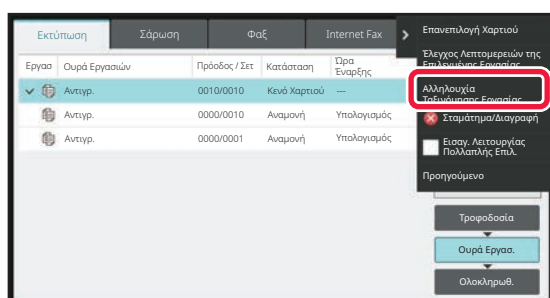 Εκτύπωση Σάρωση Φαξ Internet Fax
Εργασ Ουρά Εργασιών Πρόοδος / Σετ Κατάσταση Ώρα Έναρξης
Αντιγρ. 0010/0010 Κενό Χαρτιού ---
Αντιγρ. 0000/0010 Αναμονή Υπολογισμός
Αντιγρ. 0000/0001 Αναμονή Υπολογισμός
Επανεπιλογή Χαρτιού
Έλεγχος Λεπτομερειών της
Επιλεγμένης Εργασίας
Αλληλουχία
Ταξινόμησης Εργασίας
Σταμάτημα/Διαγραφή
Εισαγ. Λειτουργίας
Πολλαπλής Επιλ.
Προηγούμενο
Τροφοδοσία
Ουρά Εργασ.
Ολοκληρωθ.